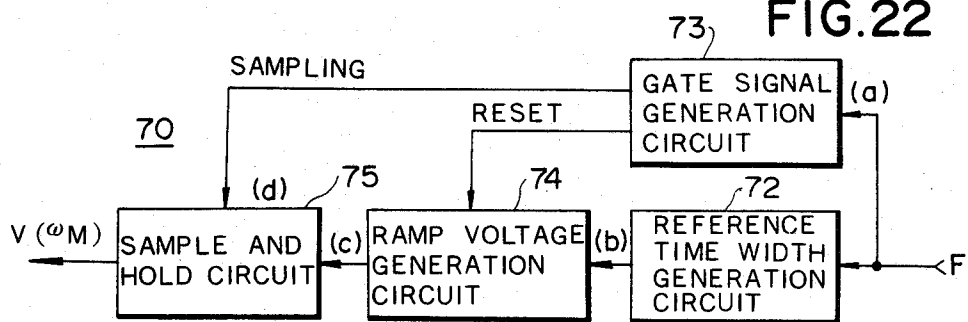 FIG.22
73
SAMPLING
GATE SIGNAL
GENERATION
CIRCUIT
(a)
RESET
70
75
74
72
(d)
V (ωM)
SAMPLE AND
HOLD CIRCUIT
(c)
RAMP VOLTAGE
GENERATION
CIRCUIT
(b)
REFERENCE
TIME WIDTH
GENERATION
CIRCUIT
F